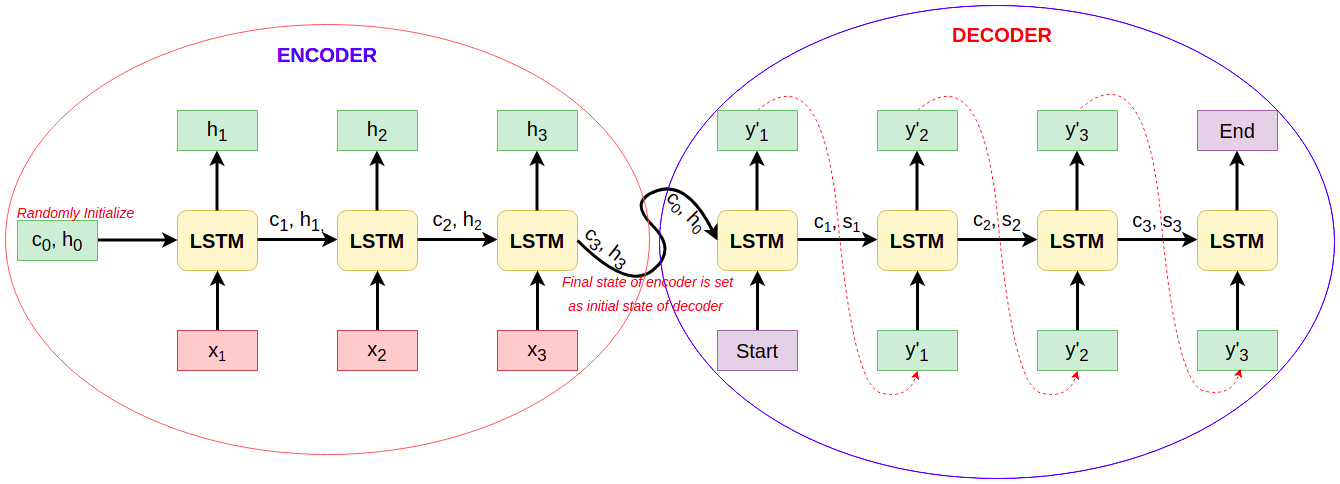 ENCODER
DECODER
h1
h2
h3
y'1
y'2
y'3
End
Randomly Initialize
c0, h0
LSTM
c1, h1,
LSTM
c2, h2
LSTM
c3, h3
c0, h0
LSTM
c1, s1
LSTM
c2, s2
LSTM
c3, s3
LSTM
Final state of encoder is set
as initial state of decoder
x1
x2
x3
Start
y'1
y'2
y'3